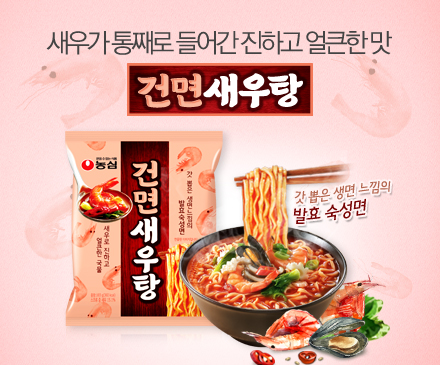 새우가 통째로 들어간 진하고 얼큰한 맛
건면새우탕
농심
건면새우탕
갓 뽑은 생면 느낌의
발효 숙성면
새우로 진하고
얼큰한 국물
갓 뽑은 생면 느낌의
발효 숙성면